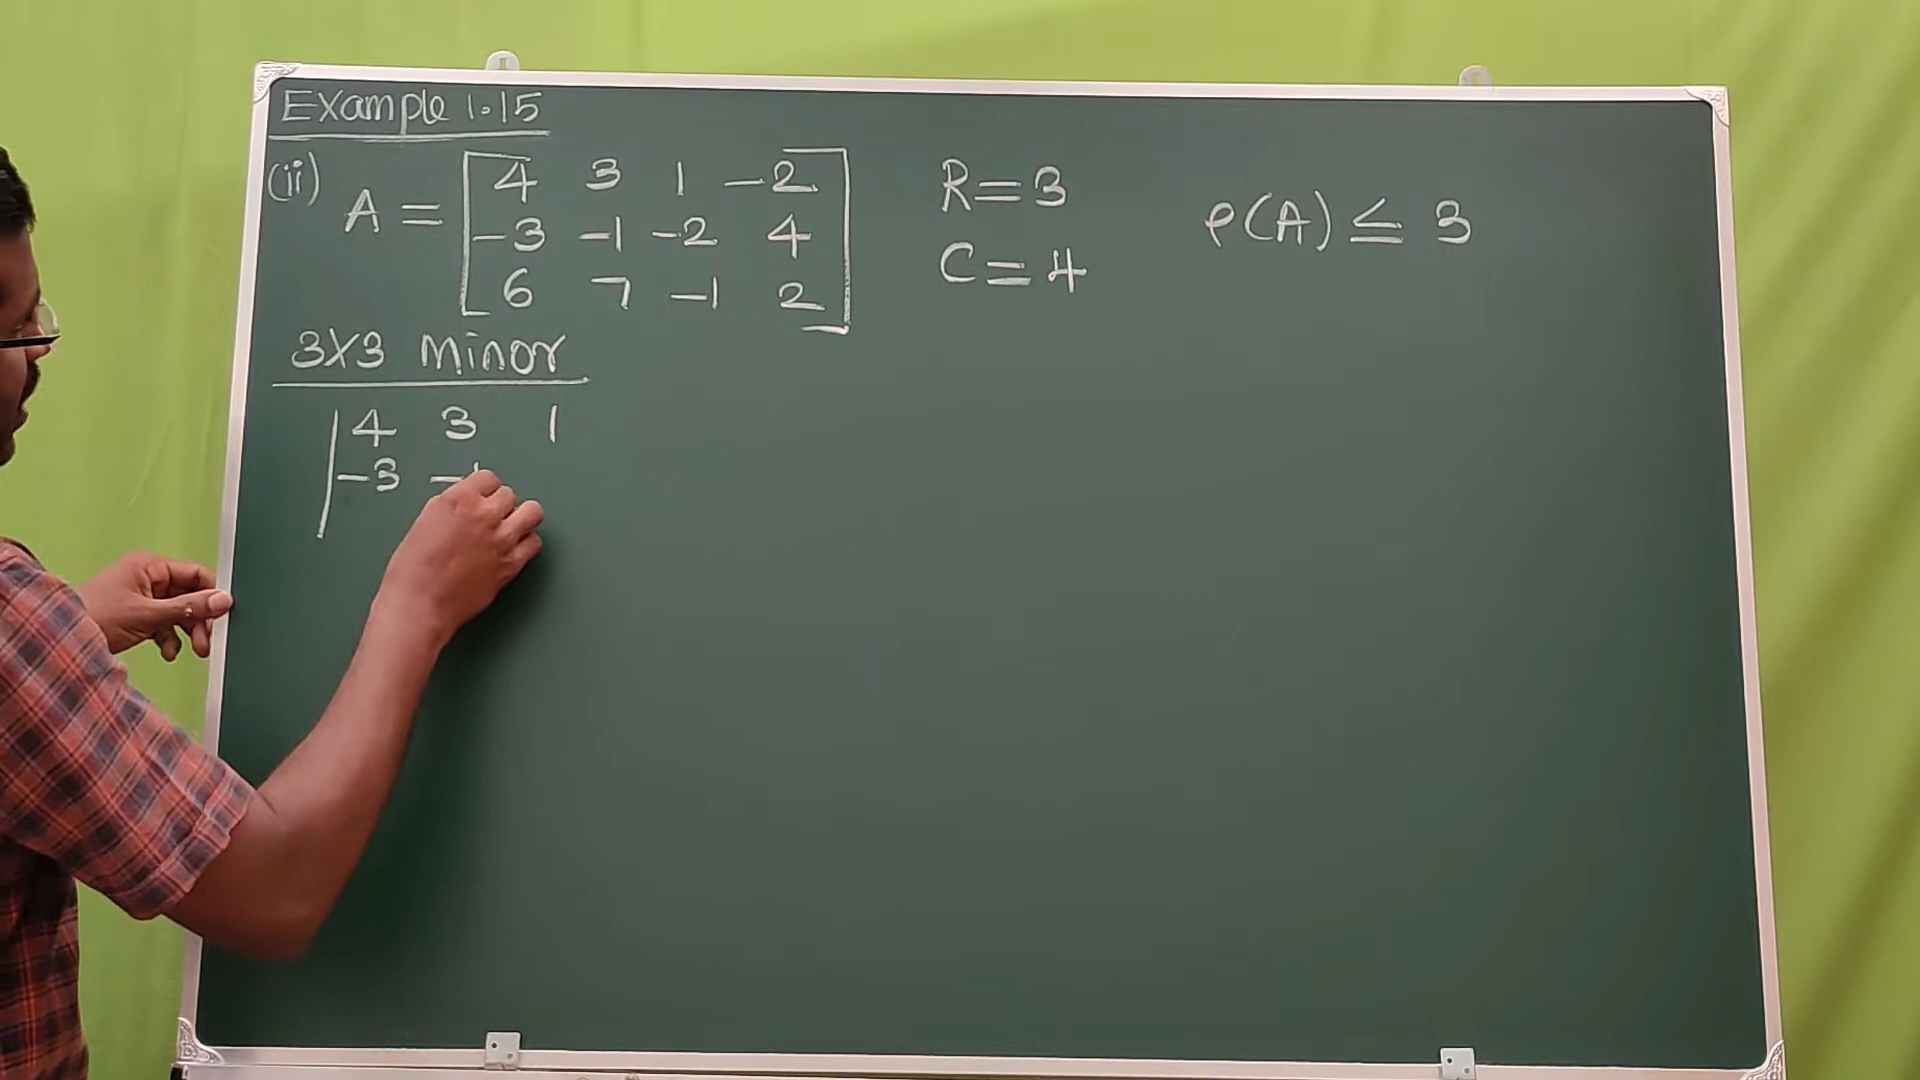 Example 1.15
(ii) A = [ 4 3 1 -2
-3 -1 -2 4
6 7 -1 2 ]
R = 3
C = 4
ρ(A) ≤ 3
3X3 Minor
| 4 3 1
-3 -1